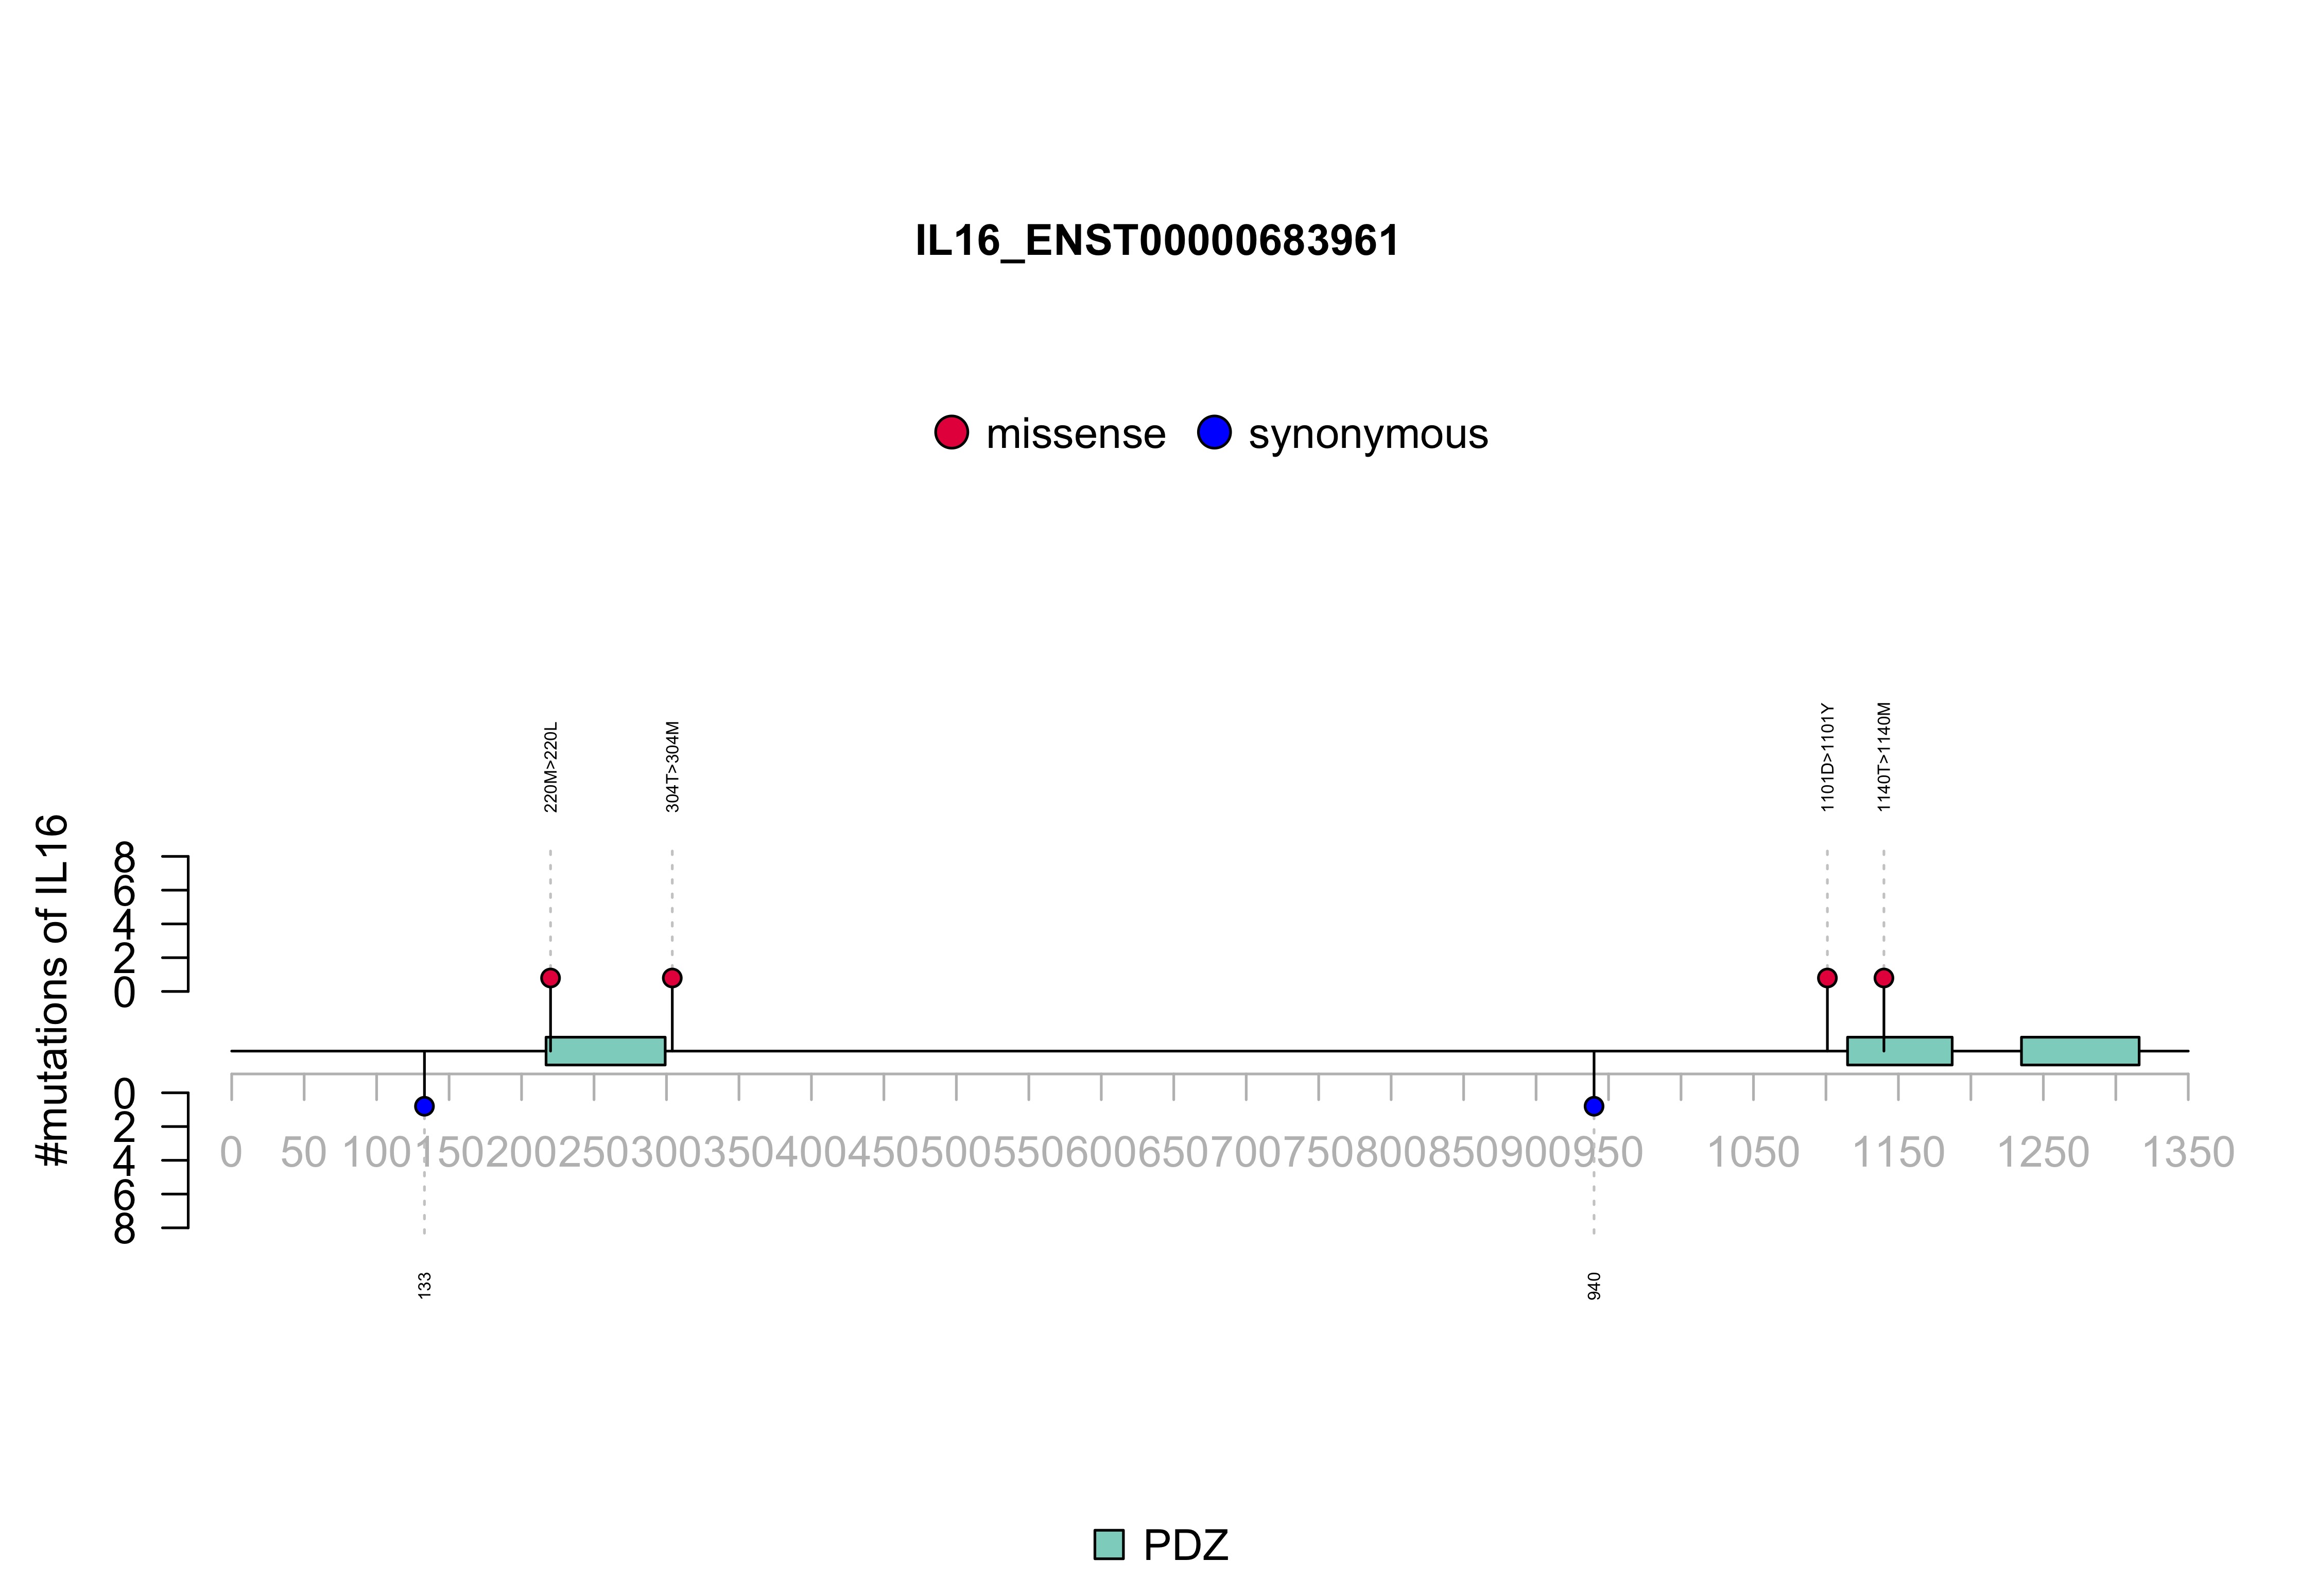 IL16_ENST00000683961
missense synonymous
220M>220L
304T>304M
1101D>1101Y
1140T>1140M
#mutations of IL16
8
6
4
2
0
0
2
4
6
8
0 50 100 150 200 250 300 350 400 450 500 550 600 650 700 750 800 850 900 950 1050 1150 1250 1350
133
940
PDZ